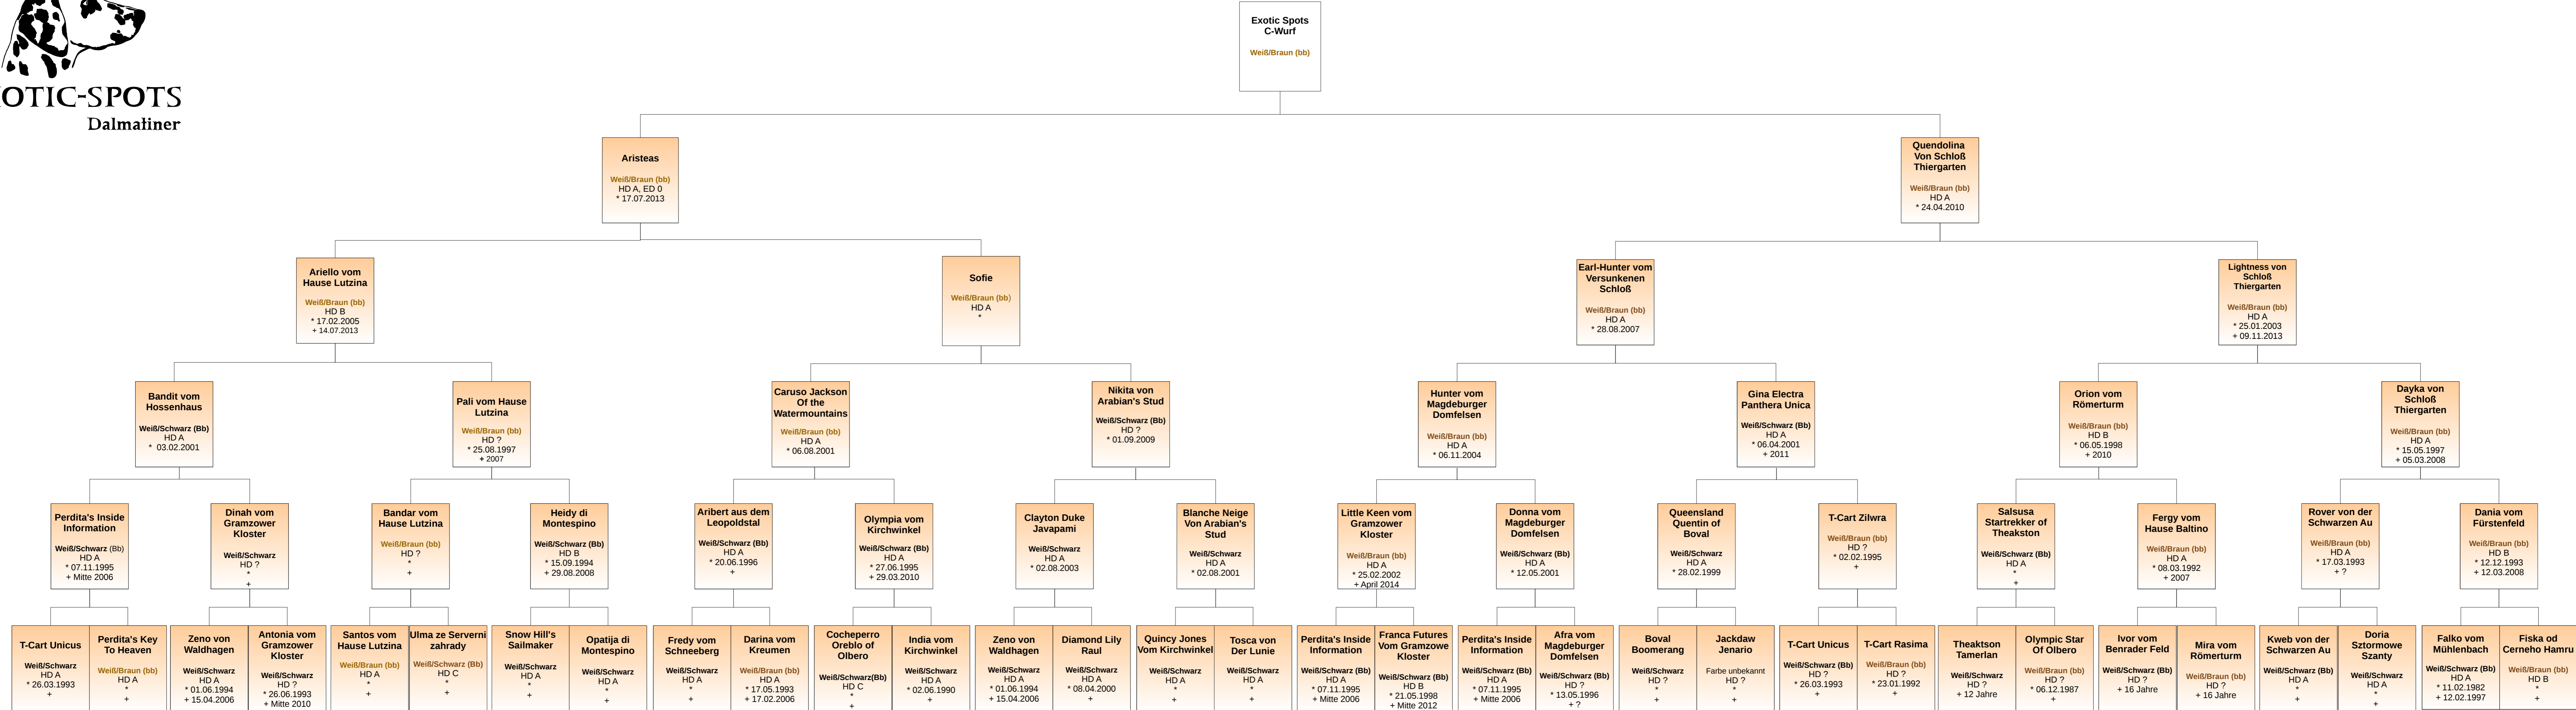 OTIC-SPOTS
Dalmatiner
Exotic Spots
C-Wurf
Weiß/Braun (bb)
Aristeas
Weiß/Braun (bb)
HD A, ED 0
* 17.07.2013
Quendolina
Von Schloß
Thiergarten
Weiß/Braun (bb)
HD A
* 24.04.2010
Ariello vom
Hause Lutzina
Weiß/Braun (bb)
HD B
* 17.02.2005
+ 14.07.2013
Sofie
Weiß/Braun (bb)
HD A
*
Earl-Hunter vom
Versunkenen
Schloß
Weiß/Braun (bb)
HD A
* 28.08.2007
Lightness von
Schloß
Thiergarten
Weiß/Braun (bb)
HD A
* 25.01.2003
+ 09.11.2013
Bandit vom
Hossenhaus
Weiß/Schwarz (Bb)
HD A
* 03.02.2001
Pali vom Hause
Lutzina
Weiß/Braun (bb)
HD ?
* 25.08.1997
+ 2007
Caruso Jackson
Of the
Watermountains
Weiß/Braun (bb)
HD A
* 06.08.2001
Nikita von
Arabian's Stud
Weiß/Schwarz (Bb)
HD ?
* 01.09.2009
Hunter vom
Magdeburger
Domfelsen
Weiß/Braun (bb)
HD A
* 06.11.2004
Gina Electra
Panthera Unica
Weiß/Schwarz (Bb)
HD A
* 06.04.2001
+ 2011
Orion vom
Römerturm
Weiß/Braun (bb)
HD B
* 06.05.1998
+ 2010
Dayka von
Schloß
Thiergarten
Weiß/Braun (bb)
HD A
* 15.05.1997
+ 05.03.2008
Perdita's Inside
Information
Weiß/Schwarz (Bb)
HD A
* 07.11.1995
+ Mitte 2006
Dinah vom
Gramzower
Kloster
Weiß/Schwarz
HD ?
*
+
Bandar vom
Hause Lutzina
Weiß/Braun (bb)
HD ?
*
+
Heidy di
Montespino
Weiß/Schwarz (Bb)
HD B
* 15.09.1994
+ 29.08.2008
Aribert aus dem
Leopoldstal
Weiß/Schwarz (Bb)
HD A
* 20.06.1996
+
Olympia vom
Kirchwinkel
Weiß/Schwarz (Bb)
HD A
* 27.06.1995
+ 29.03.2010
Clayton Duke
Javapami
Weiß/Schwarz
HD A
* 02.08.2003
Blanche Neige
Von Arabian's
Stud
Weiß/Schwarz
HD A
* 02.08.2001
Little Keen vom
Gramzower
Kloster
Weiß/Braun (bb)
HD A
* 25.02.2002
+ April 2014
Donna vom
Magdeburger
Domfelsen
Weiß/Schwarz (Bb)
HD A
* 12.05.2001
Queensland
Quentin of
Boval
Weiß/Schwarz
HD A
* 28.02.1999
T-Cart Zilwra
Weiß/Braun (bb)
HD ?
* 02.02.1995
+
Salsusa
Startrekker of
Theakston
Weiß/Schwarz (Bb)
HD A
*
+
Fergy vom
Hause Baltino
Weiß/Braun (bb)
HD A
* 08.03.1992
+ 2007
Rover von der
Schwarzen Au
Weiß/Braun (bb)
HD A
* 17.03.1993
+ ?
Dania vom
Fürstenfeld
Weiß/Braun (bb)
HD B
* 12.12.1993
+ 12.03.2008
T-Cart Unicus
Weiß/Schwarz
HD A
* 26.03.1993
+
Perdita's Key
To Heaven
Weiß/Braun (bb)
HD A
*
+
Zeno von
Waldhagen
Weiß/Schwarz
HD A
* 01.06.1994
+ 15.04.2006
Antonia vom
Gramzower
Kloster
Weiß/Schwarz
HD ?
* 26.06.1993
+ Mitte 2010
Santos vom
Hause Lutzina
Weiß/Braun (bb)
HD A
*
+
Ulma ze Serverni
zahrady
Weiß/Schwarz (Bb)
HD C
*
+
Snow Hill's
Sailmaker
Weiß/Schwarz
HD A
*
+
Opatija di
Montespino
Weiß/Schwarz
HD A
*
+
Fredy vom
Schneeberg
Weiß/Schwarz
HD A
*
+
Darina vom
Kreumen
Weiß/Braun (bb)
HD A
* 17.05.1993
+ 17.02.2006
Cocheperro
Oreblo of
Olbero
Weiß/Schwarz(Bb)
HD C
*
+
India vom
Kirchwinkel
Weiß/Schwarz
HD A
* 02.06.1990
+
Zeno von
Waldhagen
Weiß/Schwarz
HD A
* 01.06.1994
+ 15.04.2006
Diamond Lily
Raul
Weiß/Schwarz
HD A
* 08.04.2000
+
Quincy Jones
Vom Kirchwinkel
Weiß/Schwarz
HD A
*
+
Tosca von
Der Lunie
Weiß/Schwarz
HD A
*
+
Perdita's Inside
Information
Weiß/Schwarz (Bb)
HD A
* 07.11.1995
+ Mitte 2006
Franca Futures
Vom Gramzowe
Kloster
Weiß/Schwarz (Bb)
HD B
* 21.05.1998
+ Mitte 2012
Perdita's Inside
Information
Weiß/Schwarz (Bb)
HD A
* 07.11.1995
+ Mitte 2006
Afra vom
Magdeburger
Domfelsen
Weiß/Schwarz (Bb)
HD ?
* 13.05.1996
+ ?
Boval
Boomerang
Weiß/Schwarz
HD ?
*
+
Jackdaw
Jenario
Farbe unbekannt
HD ?
*
+
T-Cart Unicus
Weiß/Schwarz (Bb)
HD ?
* 26.03.1993
+
T-Cart Rasima
Weiß/Braun (bb)
HD ?
* 23.01.1992
+
Theaktson
Tamerlan
Weiß/Schwarz
HD ?
+ 12 Jahre
Olympic Star
Of Olbero
Weiß/Braun (bb)
HD ?
* 06.12.1987
+
Ivor vom
Benrader Feld
Weiß/Schwarz (Bb)
HD ?
+ 16 Jahre
Mira vom
Römerturm
Weiß/Braun (bb)
HD ?
+ 16 Jahre
Kweb von der
Schwarzen Au
Weiß/Schwarz (Bb)
HD A
*
+
Doria
Sztormowe
Szanty
Weiß/Schwarz
HD A
*
+
Falko vom
Mühlenbach
Weiß/Schwarz (Bb)
HD A
* 11.02.1982
+ 12.02.1997
Fiska od
Cerneho Hamru
Weiß/Braun (bb)
HD B
*
+